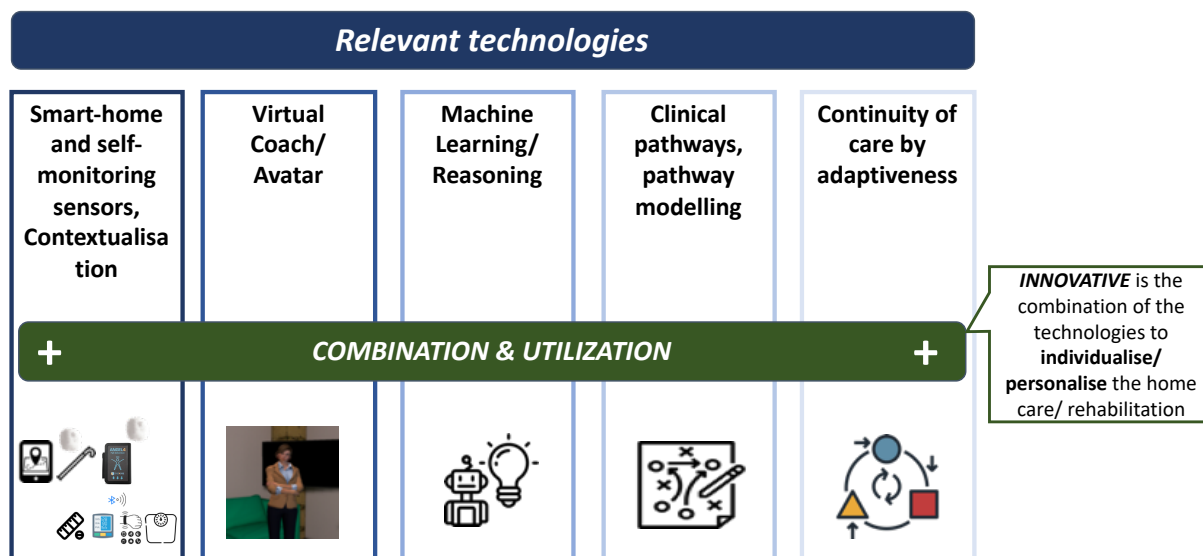 Relevant technologies
Smart-home
and self-
monitoring
sensors,
Contextualisa
tion
Virtual
Coach/
Avatar
Machine
Learning/
Reasoning
Clinical
pathways,
pathway
modelling
Continuity of
care by
adaptiveness
+ COMBINATION & UTILIZATION +
INNOVATIVE is the
combination of the
technologies to
individualise/
personalise the home
care/ rehabilitation